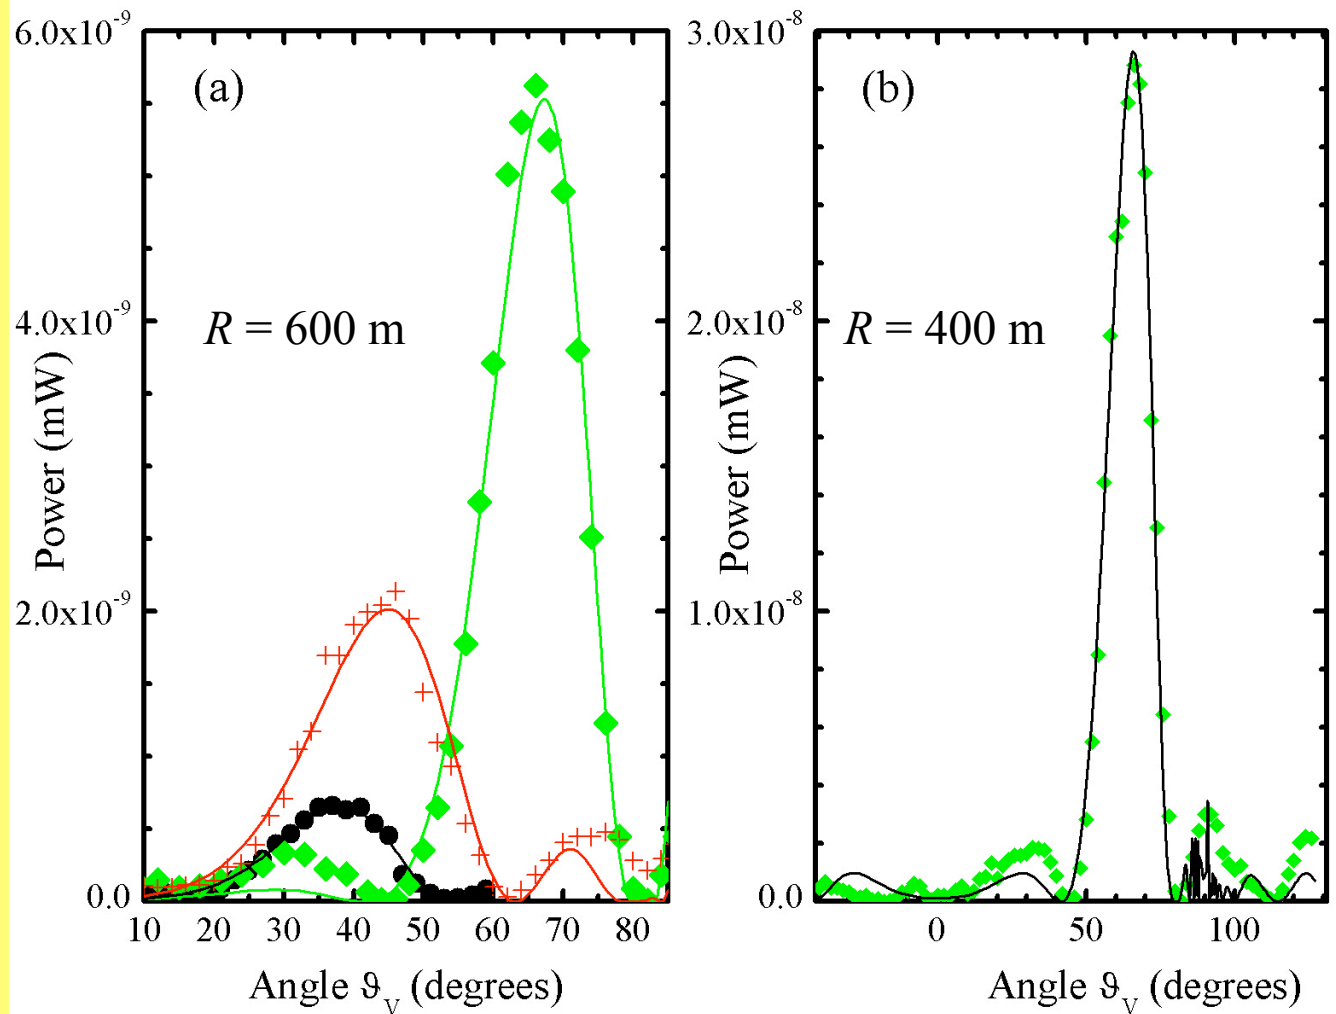 6.0x10⁻⁹
(a)
R = 600 m
4.0x10⁻⁹
Power (mW)
2.0x10⁻⁹
0.0
10 20 30 40 50 60 70 80
Angle ϑV (degrees)
3.0x10⁻⁸
(b)
R = 400 m
2.0x10⁻⁸
Power (mW)
1.0x10⁻⁸
0.0
0 50 100
Angle ϑV (degrees)